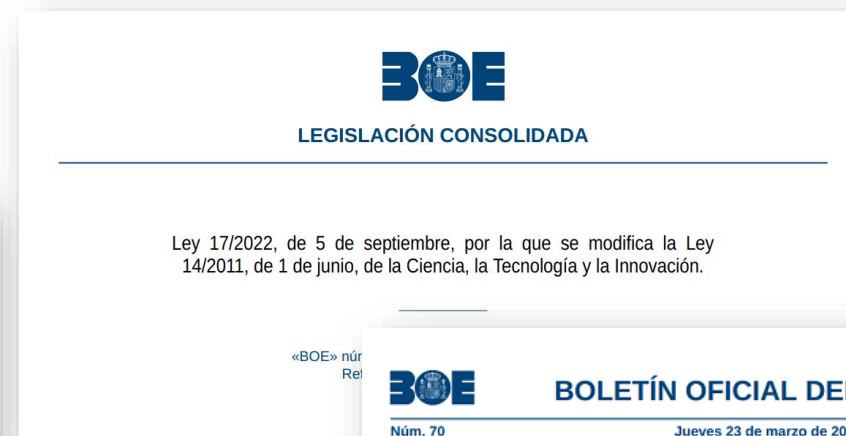 BOE
LEGISLACIÓN CONSOLIDADA
Ley 17/2022, de 5 de septiembre, por la que se modifica la Ley
14/2011, de 1 de junio, de la Ciencia, la Tecnología y la Innovación.
«BOE»
BOE
BOLETÍN OFICIAL
Núm. 70
Jueves 23 de marzo de